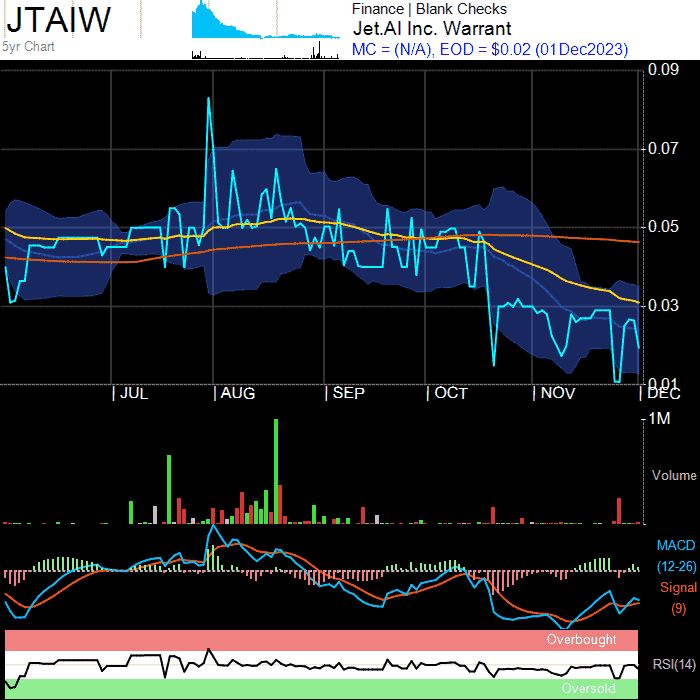 JTAIW
5yr Chart
Finance | Blank Checks
Jet.AI Inc. Warrant
MC = (N/A), EOD = $0.02 (01Dec2023)
0.09
0.07
0.05
0.03
0.01
| JUL | AUG | SEP | OCT | NOV | DEC
1M
Volume
MACD
(12-26)
Signal
(9)
Overbought
RSI(14)
Oversold